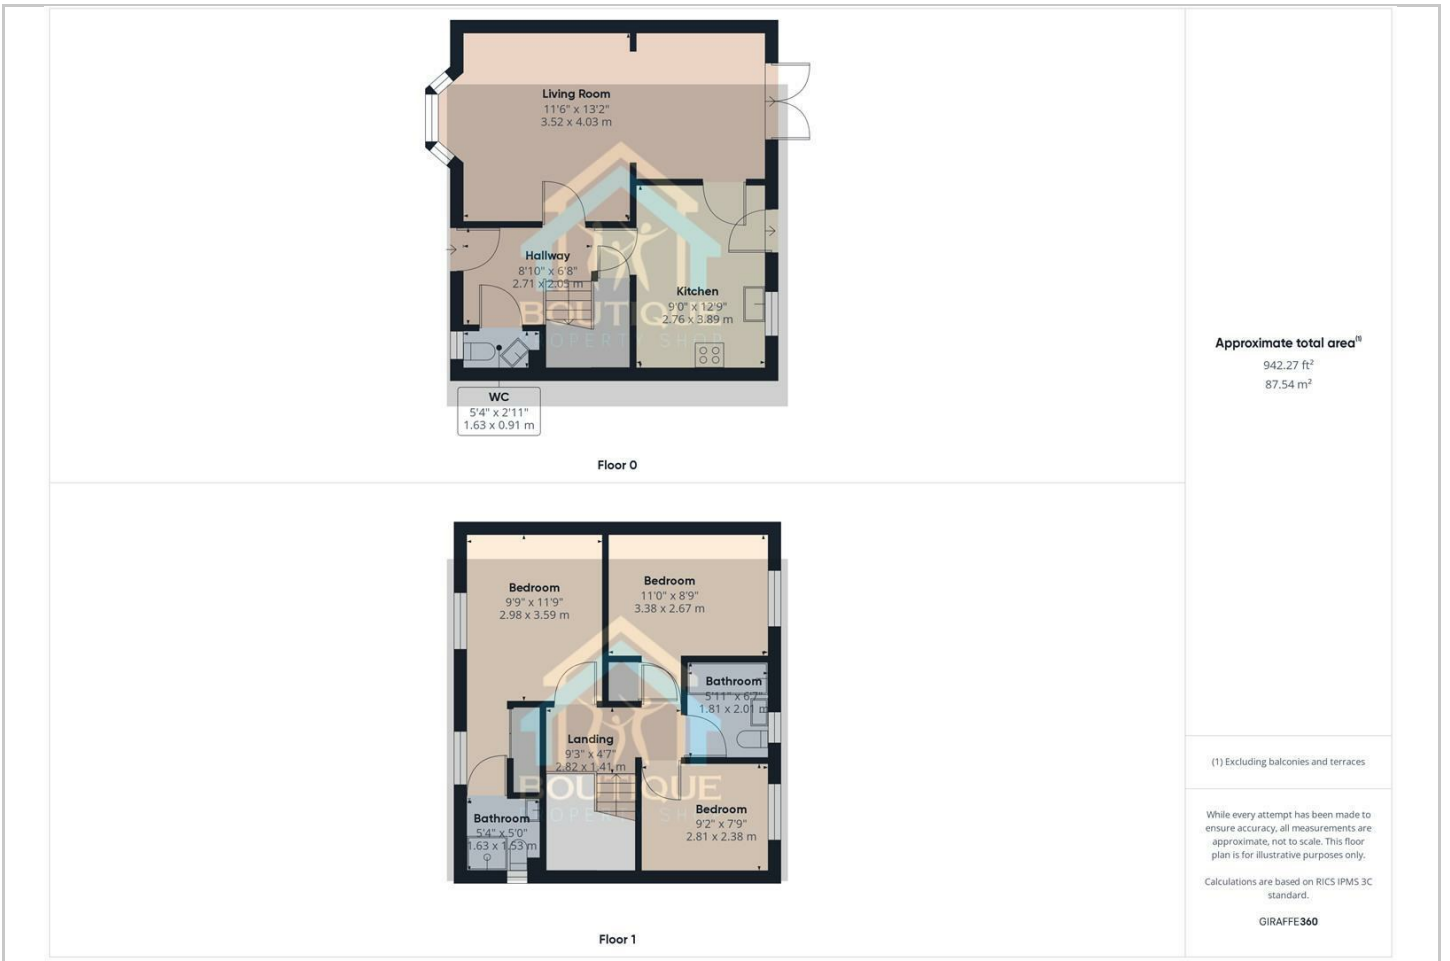 Living Room
11'6" x 13'2"
3.52 x 4.03 m
Hallway
8'10" x 6'8"
2.71 x 2.05 m
Kitchen
9'0" x 12'9"
2.76 x 3.89 m
BOUTIQUE
PROPERTY SHOP
WC
5'4" x 2'11"
1.63 x 0.91 m
Floor 0
Approximate total area(1)
942.27 ft²
87.54 m²
Bedroom
9'9" x 11'9"
2.98 x 3.59 m
Bedroom
11'0" x 8'9"
3.38 x 2.67 m
Bathroom
5'11" x 6'7"
1.81 x 2.01 m
Landing
9'3" x 4'7"
2.82 x 1.41 m
BOUTIQUE
Bedroom
9'2" x 7'9"
2.81 x 2.38 m
Bathroom
5'4" x 5'0"
1.63 x 1.53 m
Floor 1
(1) Excluding balconies and terraces
While every attempt has been made to
ensure accuracy, all measurements are
approximate, not to scale. This floor
plan is for illustrative purposes only.
Calculations are based on RICS IPMS 3C
standard.
GIRAFFE360